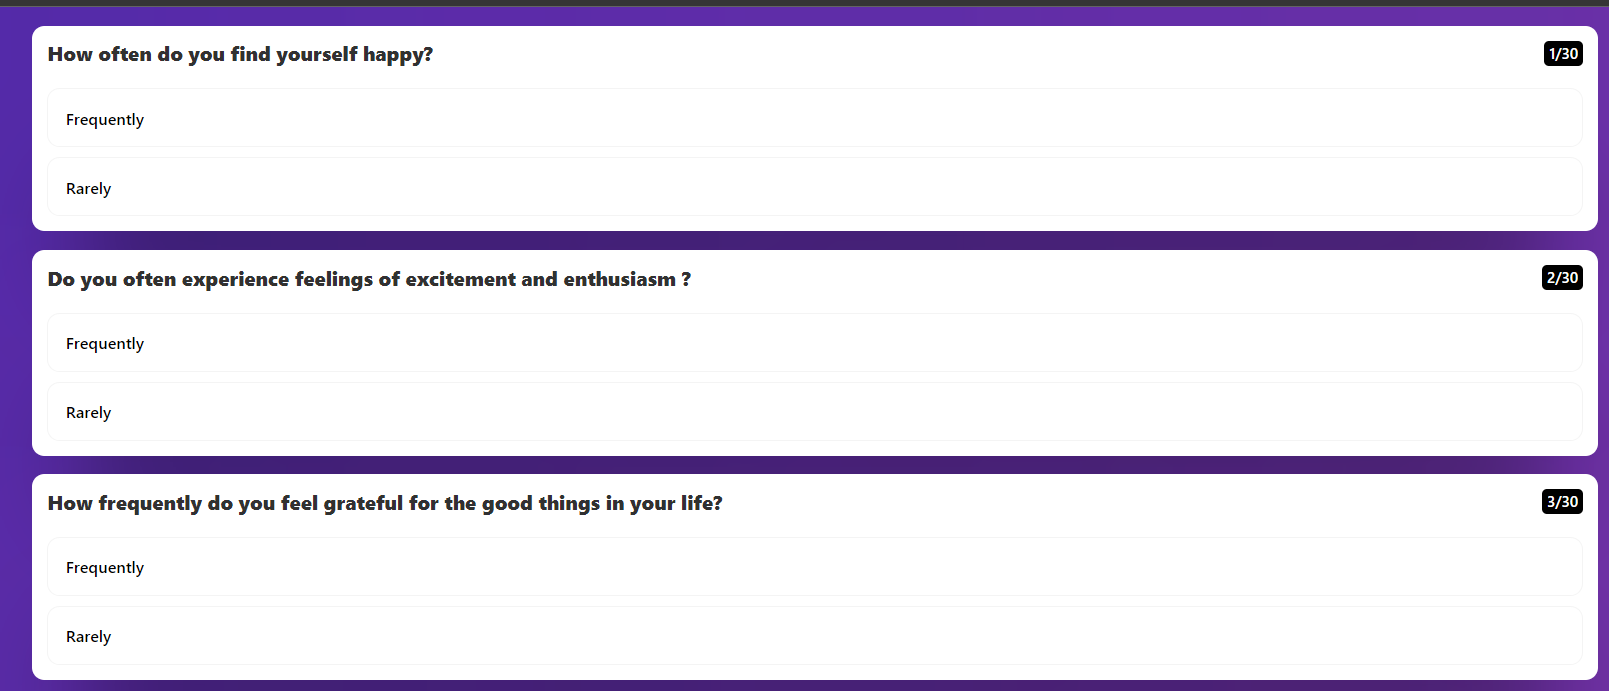 How often do you find yourself happy?
1/30
Frequently
Rarely
Do you often experience feelings of excitement and enthusiasm ?
2/30
Frequently
Rarely
How frequently do you feel grateful for the good things in your life?
3/30
Frequently
Rarely